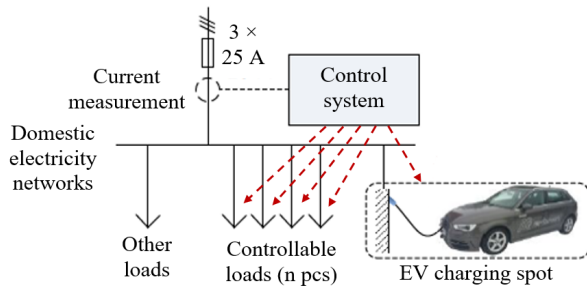 3 ×
25 A
Current
measurement
Control
system
Domestic
electricity
networks
Other
loads
Controllable
loads (n pcs)
EV charging spot